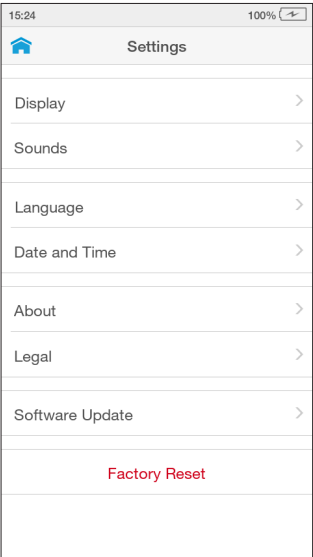 15:24 100%
Settings
Display
Sounds
Language
Date and Time
About
Legal
Software Update
Factory Reset